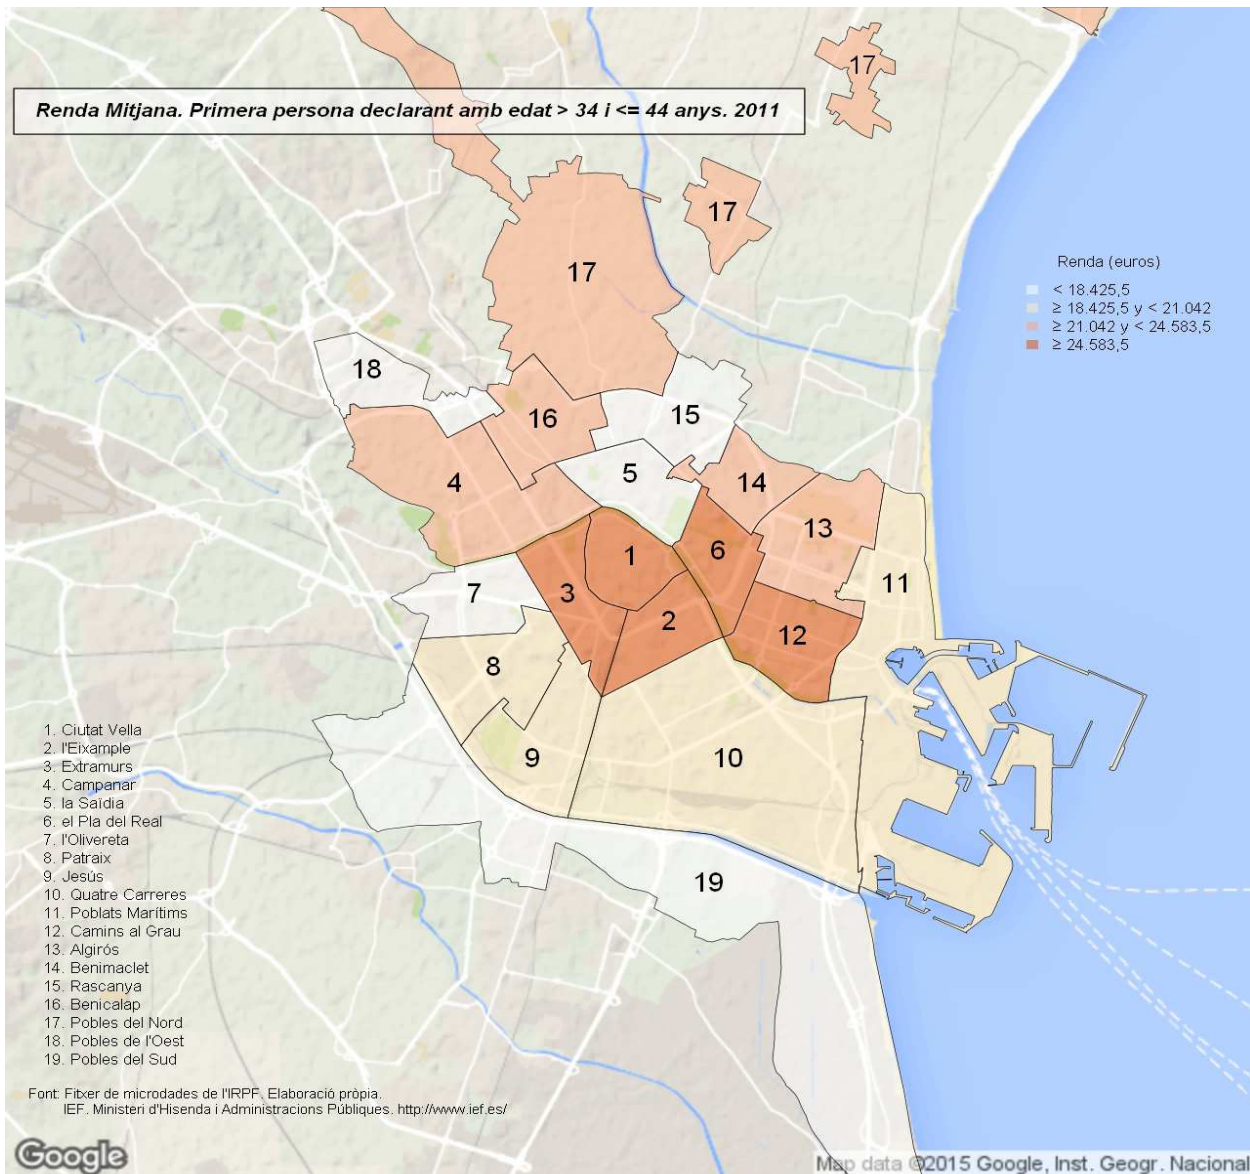 Renda Mitjana. Primera persona declarant amb edat > 34 i <= 44 anys. 2011
17
17
17
Renda (euros)
< 18.425,5
≥ 18.425,5 y < 21.042
≥ 21.042 y < 24.583,5
≥ 24.583,5
18
16
15
4
5
14
13
1
6
11
7
3
2
12
8
9
10
19
1. Ciutat Vella
2. l'Eixample
3. Extramurs
4. Campanar
5. la Saïdia
6. el Pla del Real
7. l'Olivereta
8. Patraix
9. Jesús
10. Quatre Carreres
11. Poblats Marítims
12. Camins al Grau
13. Algirós
14. Benimaclet
15. Rascanya
16. Benicalap
17. Pobles del Nord
18. Pobles de l'Oest
19. Pobles del Sud
Font: Fitxer de microdades de l'IRPF. Elaboració pròpia.
IEF. Ministeri d'Hisenda i Administracions Públiques. http://www.ief.es/
Google
Map data ©2015 Google, Inst. Geogr. Nacional